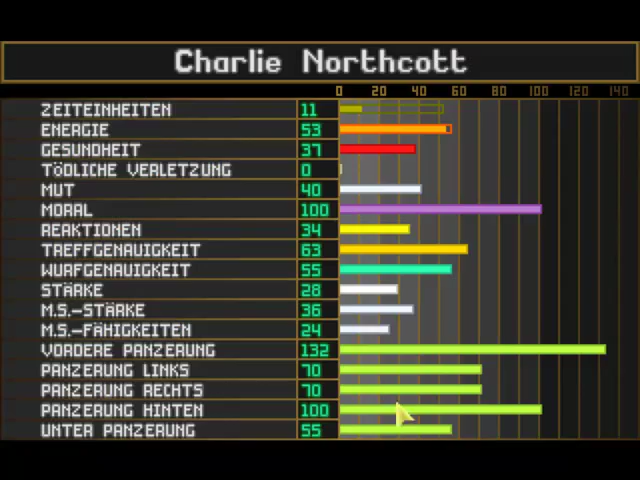 Charlie Northcott
0 20 40 60 80 100 120 140
ZEITEINHEITEN 11
ENERGIE 53
GESUNDHEIT 37
TÖDLICHE VERLETZUNG 0
MUT 40
MORAL 100
REAKTIONEN 34
TREFFGENAUIGKEIT 63
WURFGENAUIGKEIT 55
STÄRKE 28
M.S.-STÄRKE 36
M.S.-FÄHIGKEITEN 24
VORDERE PANZERUNG 132
PANZERUNG LINKS 70
PANZERUNG RECHTS 70
PANZERUNG HINTEN 100
UNTER PANZERUNG 55